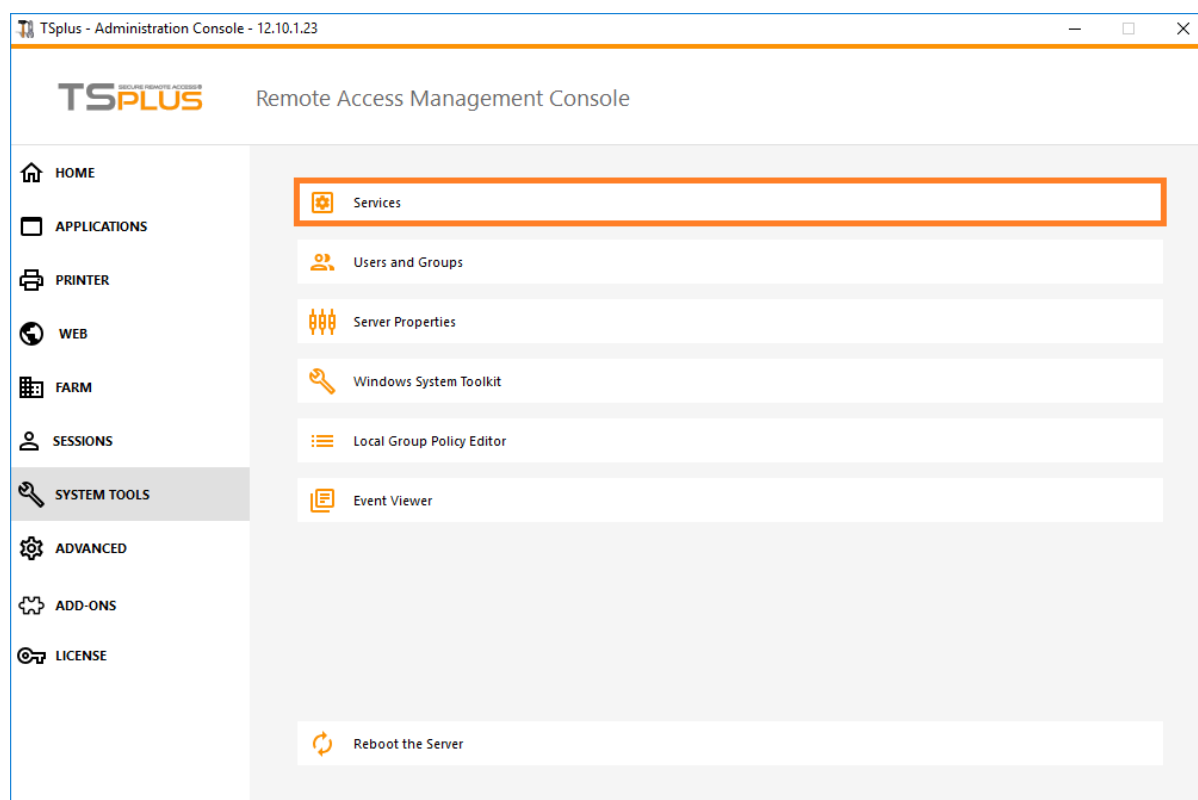 TSplus - Administration Console - 12.10.1.23
SECURE REMOTE ACCESS
TSPLUS
Remote Access Management Console
HOME
APPLICATIONS
PRINTER
WEB
FARM
SESSIONS
SYSTEM TOOLS
ADVANCED
ADD-ONS
LICENSE
Services
Users and Groups
Server Properties
Windows System Toolkit
Local Group Policy Editor
Event Viewer
Reboot the Server